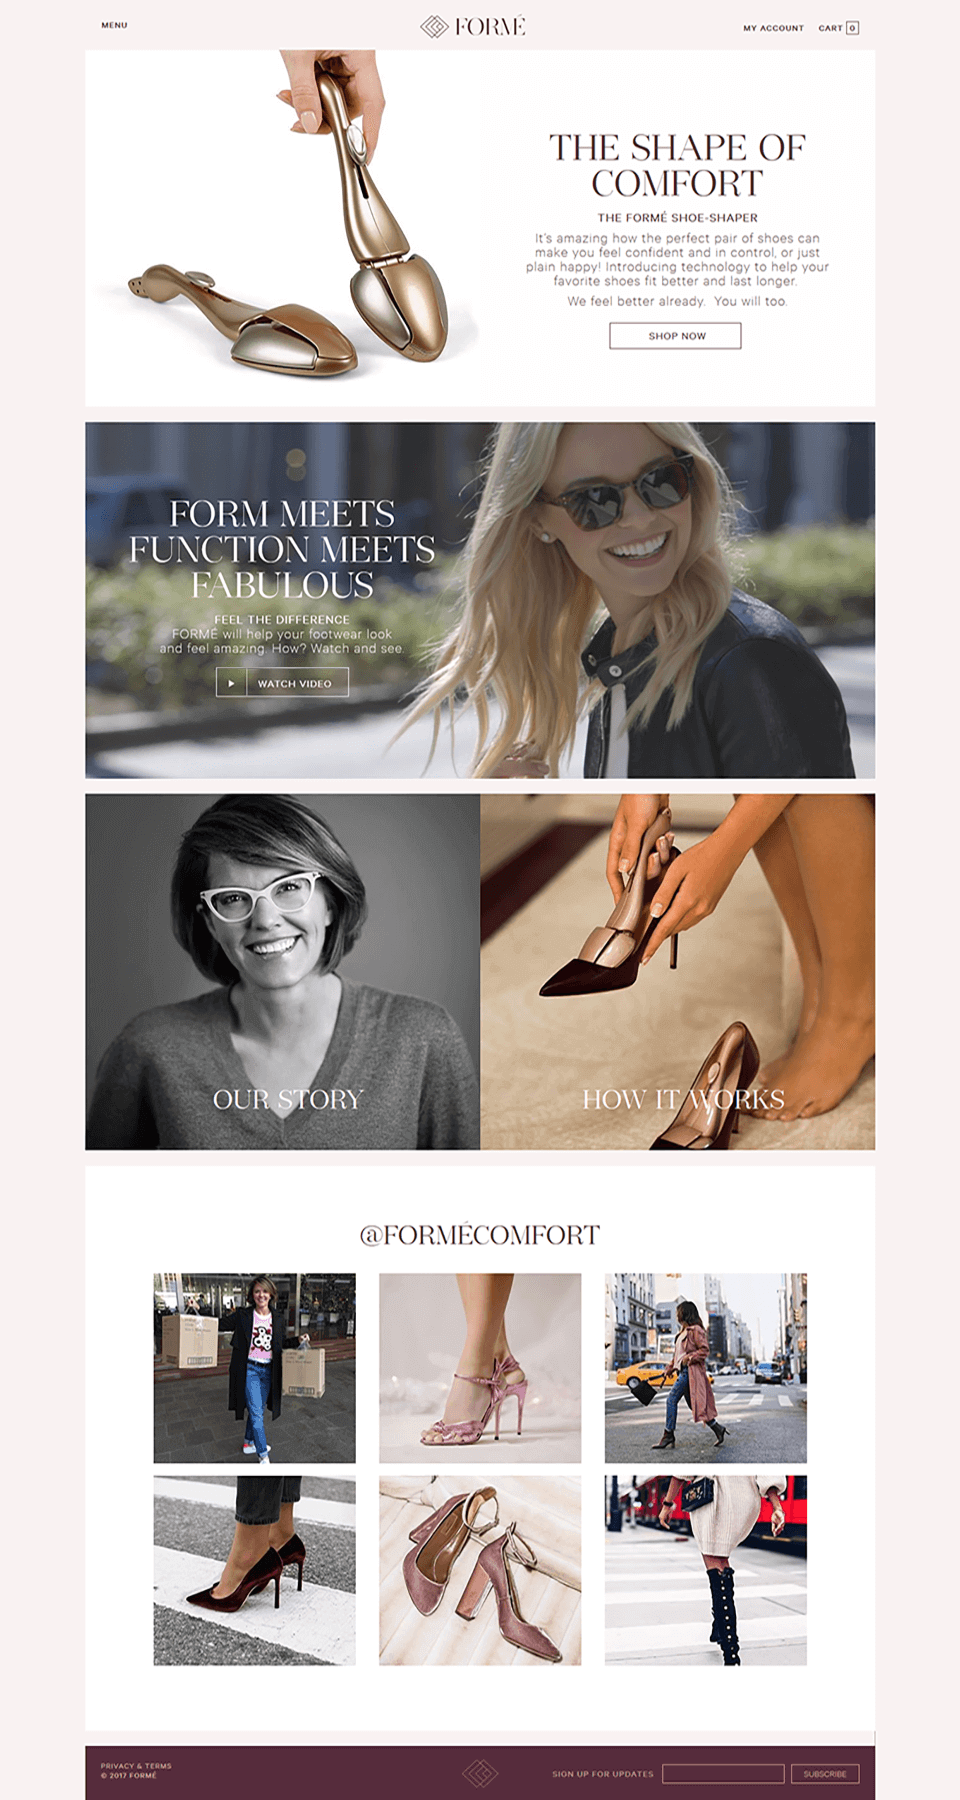 MENU
FORMÉ
MY ACCOUNT
CART 0
THE SHAPE OF
COMFORT
THE FORMÉ SHOE-SHAPER
It's amazing how the perfect pair of shoes can
make you feel confident and in control, or just
plain happy! Introducing technology to help your
favorite shoes fit better and last longer.
We feel better already. You will too.
SHOP NOW
FORM MEETS
FUNCTION MEETS
FABULOUS
FEEL THE DIFFERENCE
FORMÉ will help your footwear look
and feel amazing. How? Watch and see.
WATCH VIDEO
OUR STORY
HOW IT WORKS
@FORMÉCOMFORT
PRIVACY & TERMS
© 2017 FORMÉ
SIGN UP FOR UPDATES
SUBSCRIBE